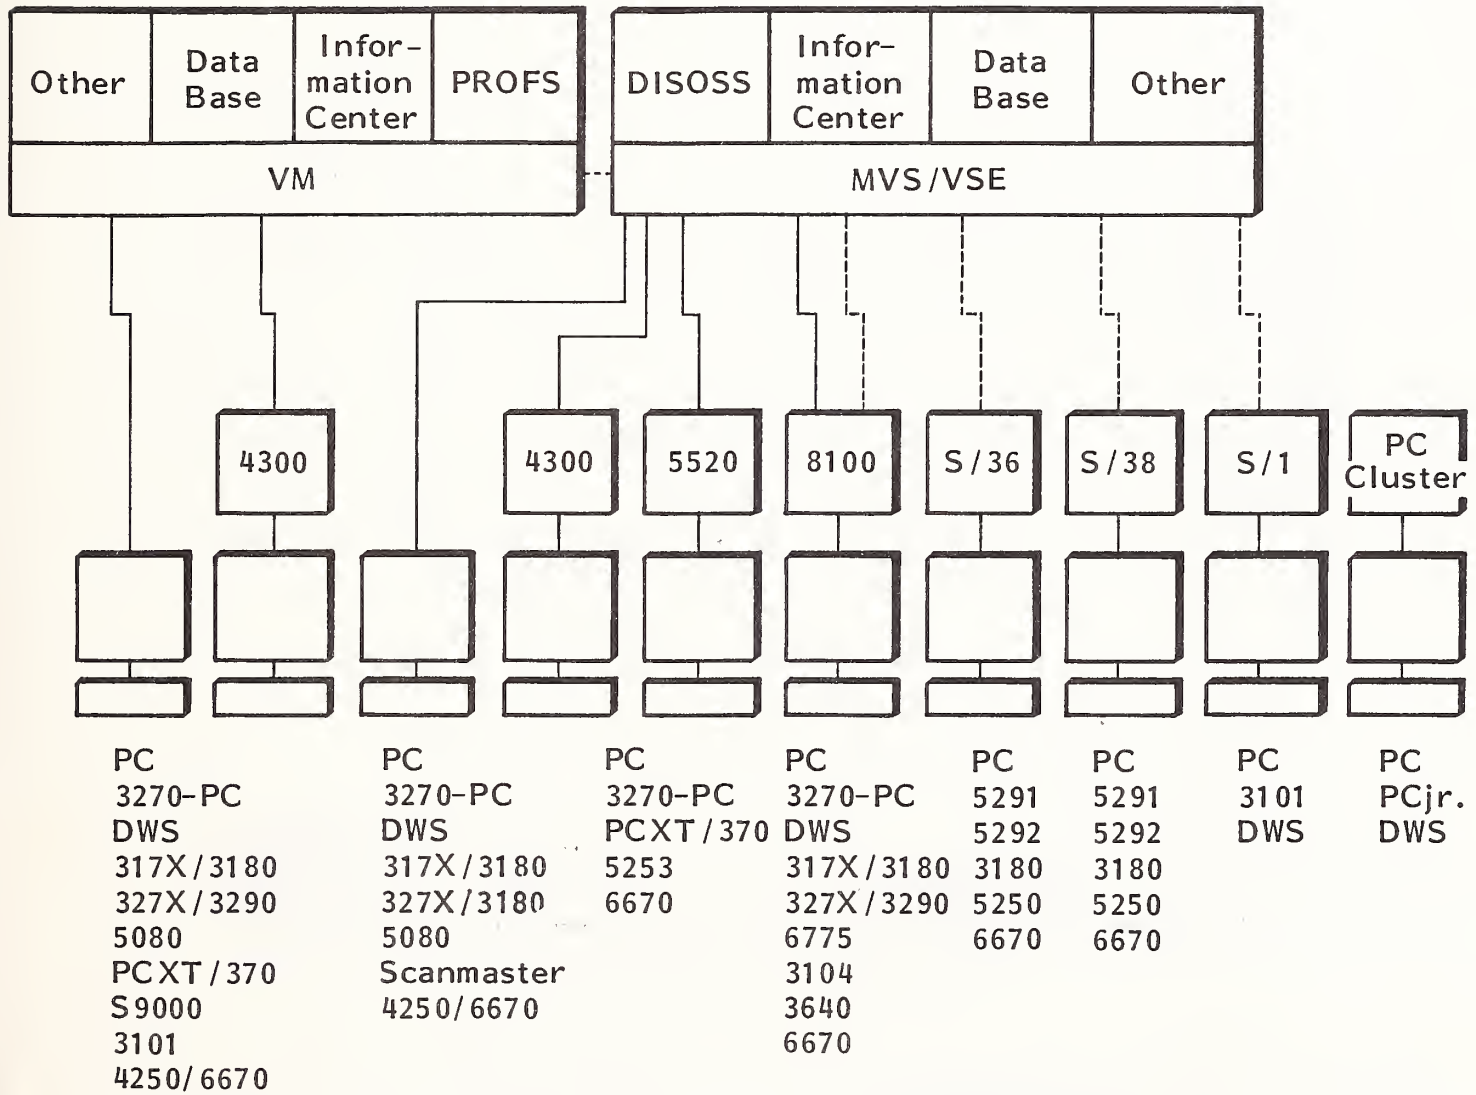 Other
Data
Base
Infor-
mation
Center
PROFS
VM
DISOSS
Infor-
mation
Center
Data
Base
Other
MVS/VSE
4300
4300
5520
8100
S/36
S/38
S/1
PC
Cluster
PC
3270-PC
DWS
317X/3180
327X/3290
5080
PCXT/370
S9000
3101
4250/6670
PC
3270-PC
DWS
317X/3180
327X/3180
5080
Scanmaster
4250/6670
PC
3270-PC
PCXT/370
5253
6670
PC
3270-PC
DWS
317X/3180
327X/3290
6775
3104
3640
6670
PC
5291
5292
3180
5250
6670
PC
5291
5292
3180
5250
6670
PC
3101
DWS
PC
PCjr.
DWS